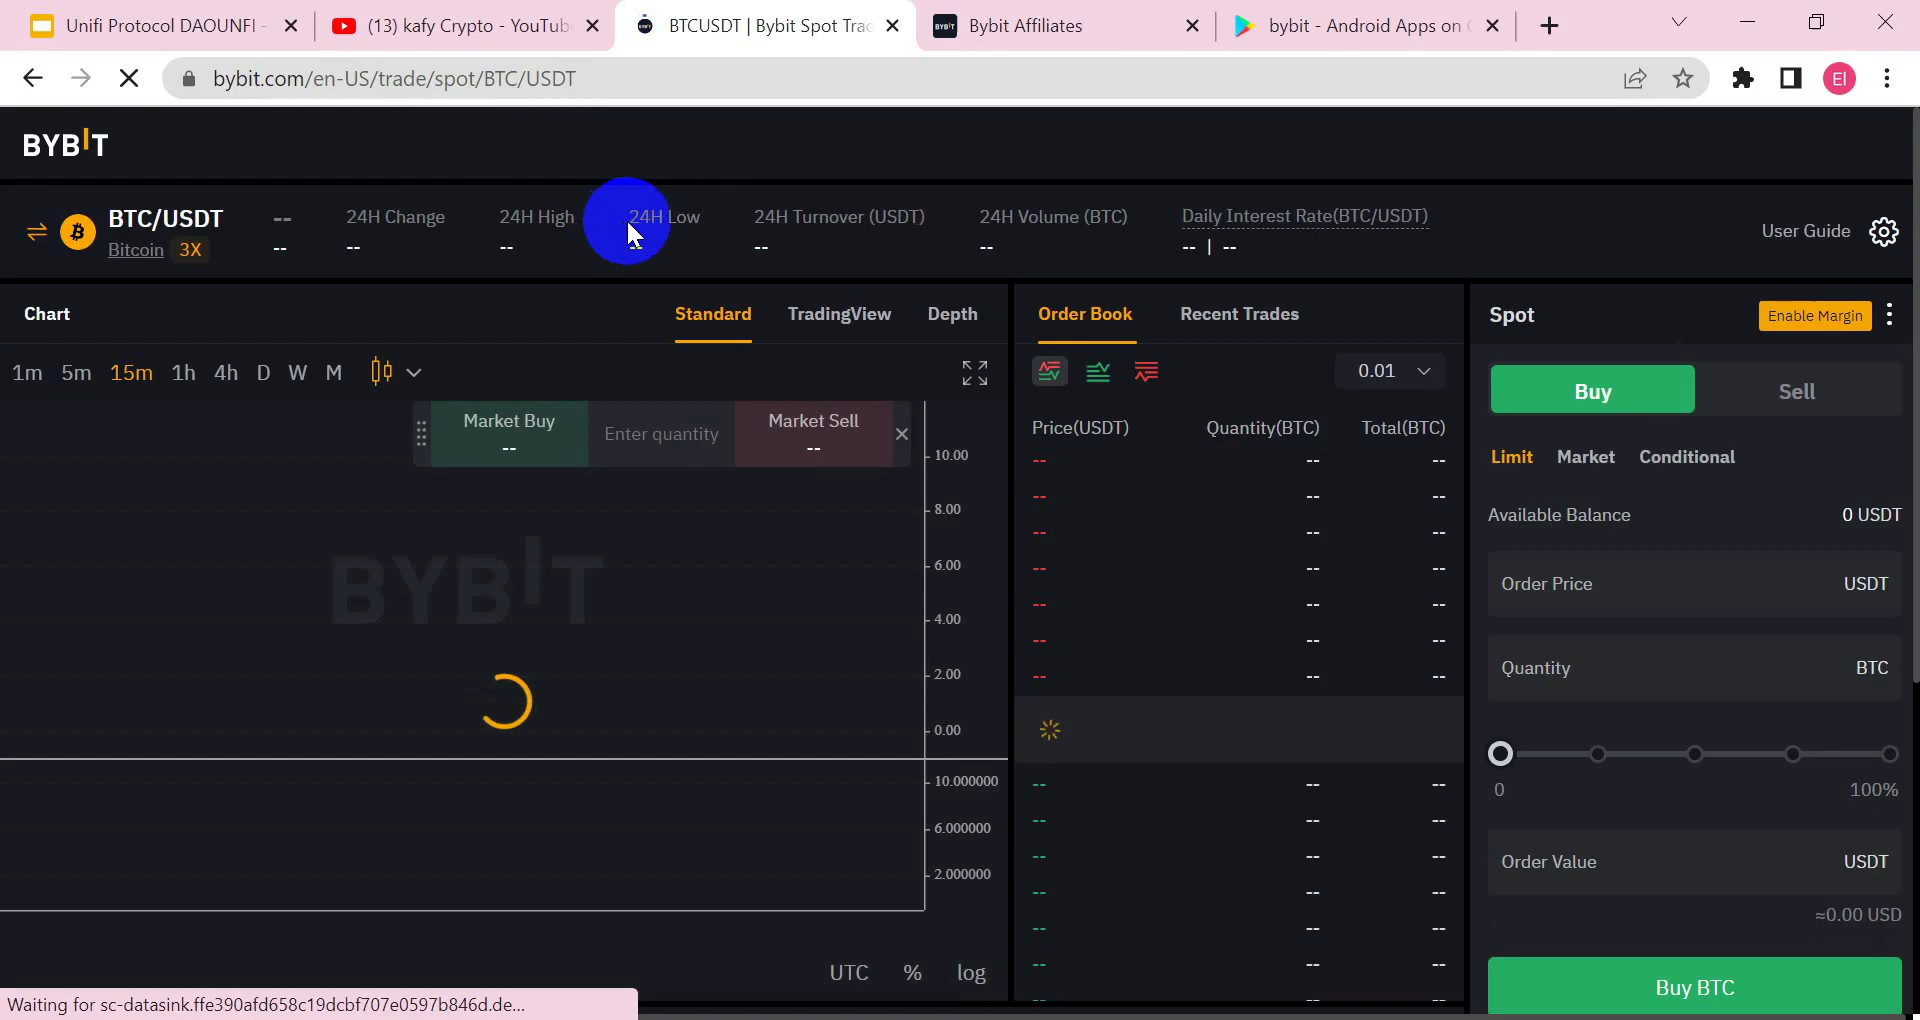 Unifi Protocol DAOUNFI -
(13) kafy Crypto - YouTub
BTCUSDT | Bybit Spot Trad
BYBIT Bybit Affiliates
bybit - Android Apps on G
bybit.com/en-US/trade/spot/BTC/USDT
EI
BYBIT
BTC/USDT
Bitcoin 3X
--
--
24H Change
--
24H High
--
24H Low
--
24H Turnover (USDT)
--
24H Volume (BTC)
--
Daily Interest Rate(BTC/USDT)
-- | --
User Guide
Chart
Standard TradingView Depth
1m 5m 15m 1h 4h D W M
Market Buy
--
Enter quantity
Market Sell
--
10.00
8.00
6.00
4.00
2.00
0.00
10.000000
6.000000
2.000000
BYBIT
UTC % log
Order Book Recent Trades
0.01
Price(USDT) Quantity(BTC) Total(BTC)
-- -- --
-- -- --
-- -- --
-- -- --
-- -- --
-- -- --
-- -- --
-- -- --
-- -- --
-- -- --
-- -- --
-- -- --
-- -- --
-- -- --
Spot Enable Margin
Buy Sell
Limit Market Conditional
Available Balance 0 USDT
Order Price USDT
Quantity BTC
0 100%
Order Value USDT
≈0.00 USD
Buy BTC
Waiting for sc-datasink.ffe390afd658c19dcbf707e0597b846d.de...